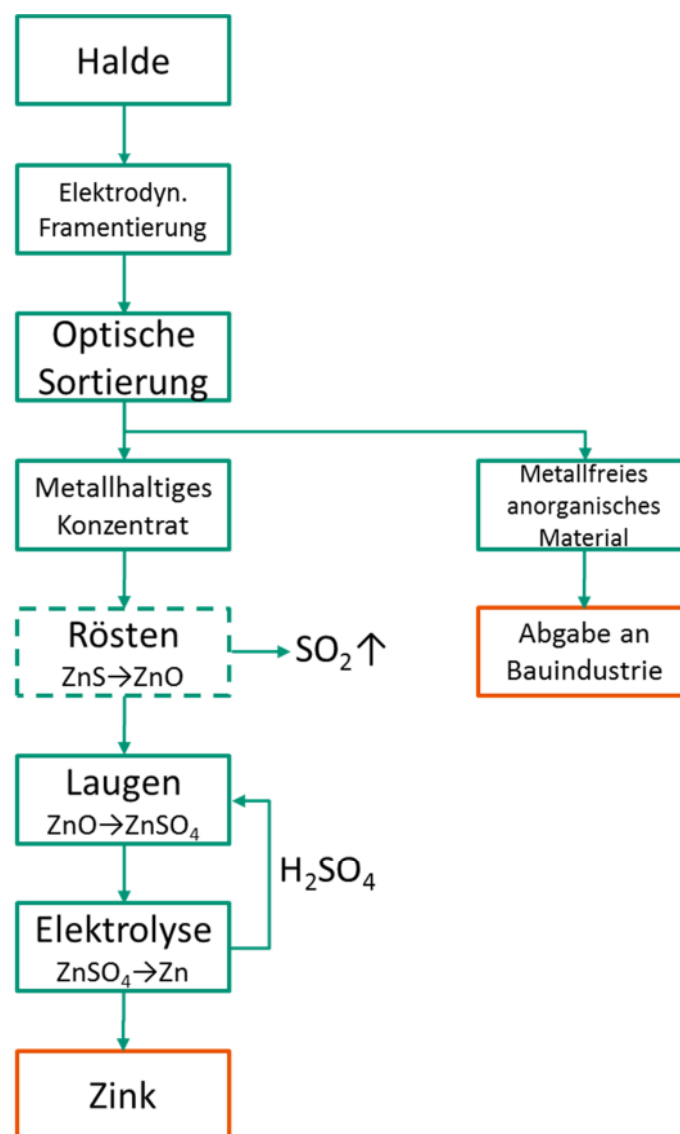 Halde
Elektrodyn.
Framentierung
Optische
Sortierung
Metallhaltiges
Konzentrat
Metallfreies
anorganisches
Material
Rösten
ZnS→ZnO
SO₂↑
Abgabe an
Bauindustrie
Laugen
ZnO→ZnSO₄
H₂SO₄
Elektrolyse
ZnSO₄→Zn
Zink